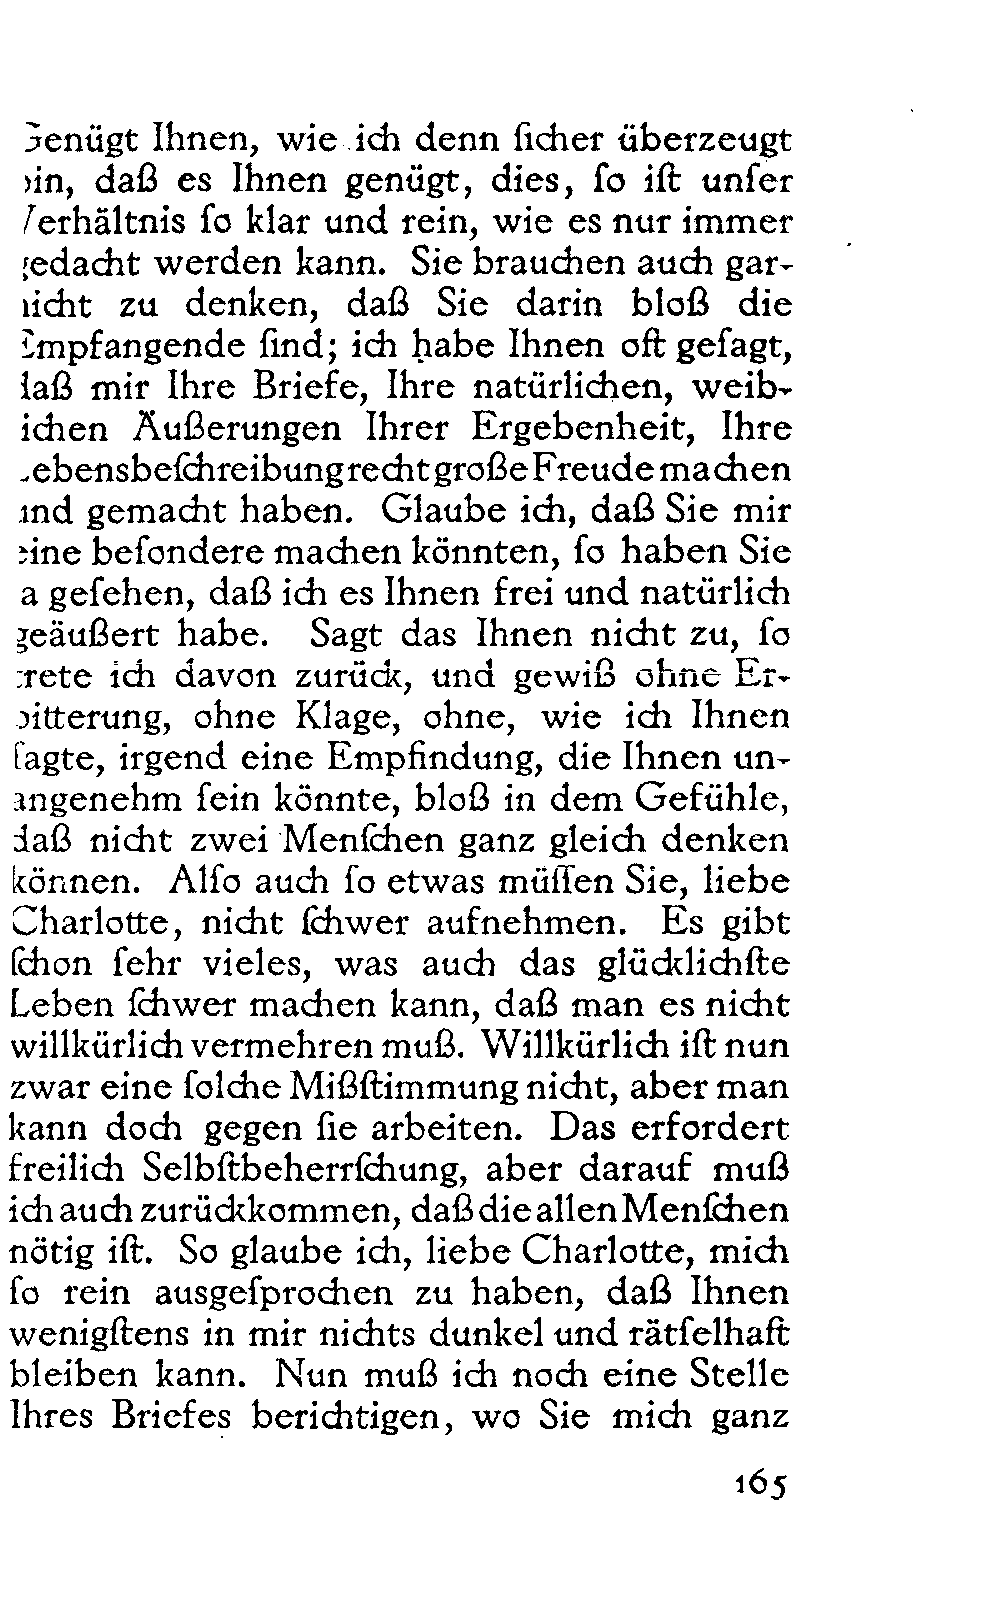 Genügt Ihnen, wie ich denn ſicher überzeugt
bin, daß es Ihnen genügt, dies, ſo iſt unſer
Verhältnis ſo klar und rein, wie es nur immer
gedacht werden kann. Sie brauchen auch gar-
nicht zu denken, daß Sie darin bloß die
Empfangende ſind; ich habe Ihnen oft geſagt,
daß mir Ihre Briefe, Ihre natürlichen, weib-
lichen Äußerungen Ihrer Ergebenheit, Ihre
Lebensbeſchreibung recht große Freude machen
und gemacht haben. Glaube ich, daß Sie mir
eine beſondere machen könnten, ſo haben Sie
ja geſehen, daß ich es Ihnen frei und natürlich
geäußert habe. Sagt das Ihnen nicht zu, ſo
trete ich davon zurück, und gewiß ohne Er-
bitterung, ohne Klage, ohne, wie ich Ihnen
ſagte, irgend eine Empfindung, die Ihnen un-
angenehm ſein könnte, bloß in dem Gefühle,
daß nicht zwei Menſchen ganz gleich denken
können. Alſo auch ſo etwas müſſen Sie, liebe
Charlotte, nicht ſchwer aufnehmen. Es gibt
ſchon ſehr vieles, was auch das glücklichſte
Leben ſchwer machen kann, daß man es nicht
willkürlich vermehren muß. Willkürlich iſt nun
zwar eine ſolche Mißſtimmung nicht, aber man
kann doch gegen ſie arbeiten. Das erfordert
freilich Selbſtbeherrſchung, aber darauf muß
ich auch zurückkommen, daß die allen Menſchen
nötig iſt. So glaube ich, liebe Charlotte, mich
ſo rein ausgeſprochen zu haben, daß Ihnen
wenigſtens in mir nichts dunkel und rätſelhaft
bleiben kann. Nun muß ich noch eine Stelle
Ihres Briefes berichtigen, wo Sie mich ganz
165